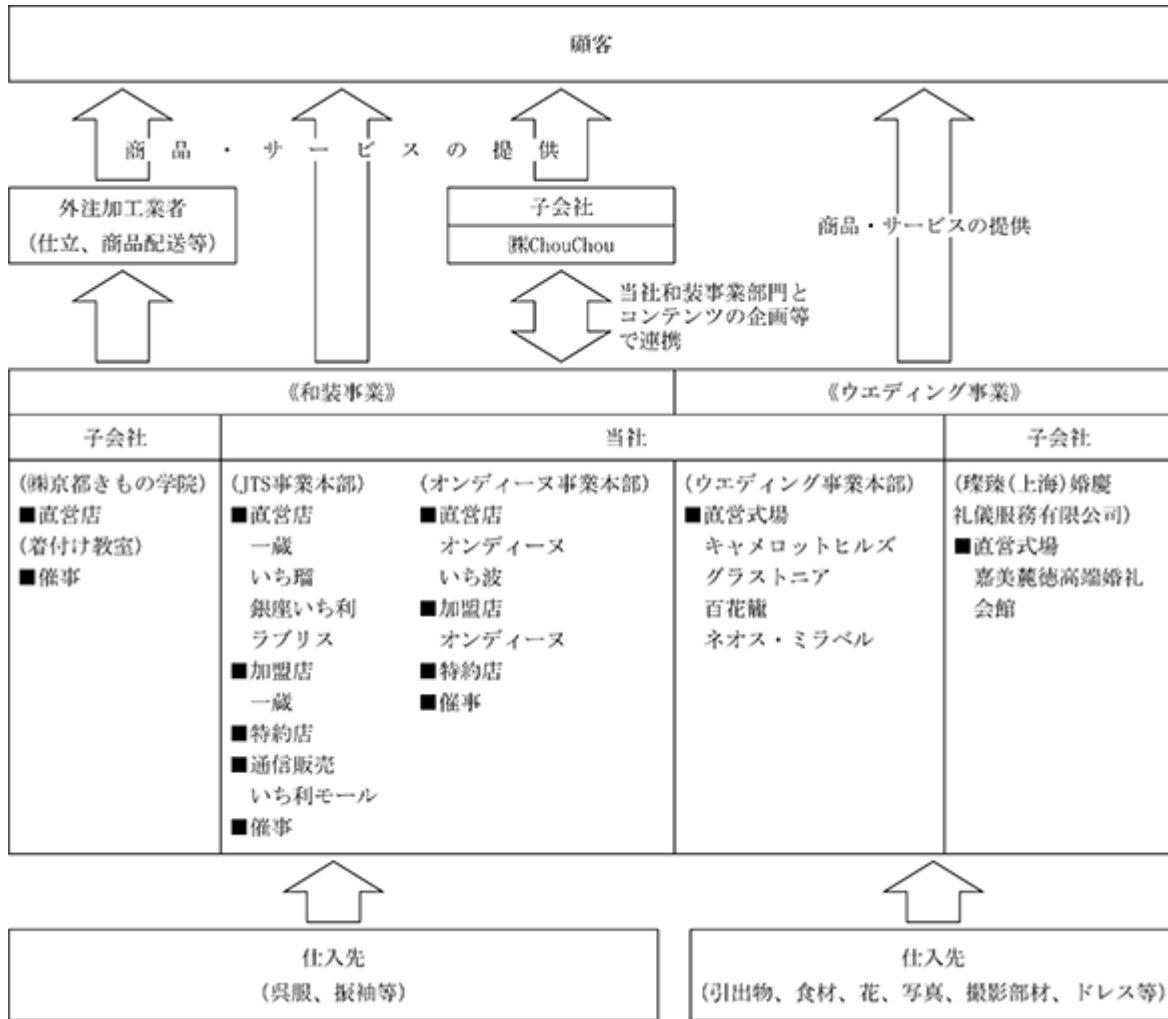 顧客
商品・サービスの提供
外注加工業者
(仕立、商品配送等)
子会社
㈱ChouChou
商品・サービスの提供
当社和装事業部門と
コンテンツの企画等
で連携
《和装事業》
《ウエディング事業》
子会社
当社
子会社
(㈱京都きもの学院)
■直営店
(着付け教室)
■催事
(JTS事業本部)
■直営店
一蔵
いち瑠
銀座いち利
ラブリス
■加盟店
一蔵
■特約店
■通信販売
いち利モール
■催事
(オンディーヌ事業本部)
■直営店
オンディーヌ
いち波
■加盟店
オンディーヌ
■特約店
■催事
(ウエディング事業本部)
■直営式場
キャメロットヒルズ
グラストニア
百花籠
ネオス・ミラベル
(璨臻(上海)婚慶
礼儀服務有限公司)
■直営式場
嘉美麓徳高端婚礼
会館
仕入先
(呉服、振袖等)
仕入先
(引出物、食材、花、写真、撮影部材、ドレス等)